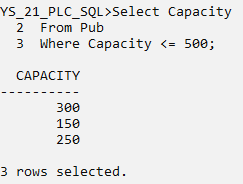 YS_21_PLC_SQL>Select Capacity
2 From Pub
3 Where Capacity <= 500;
CAPACITY
----------
300
150
250
3 rows selected.